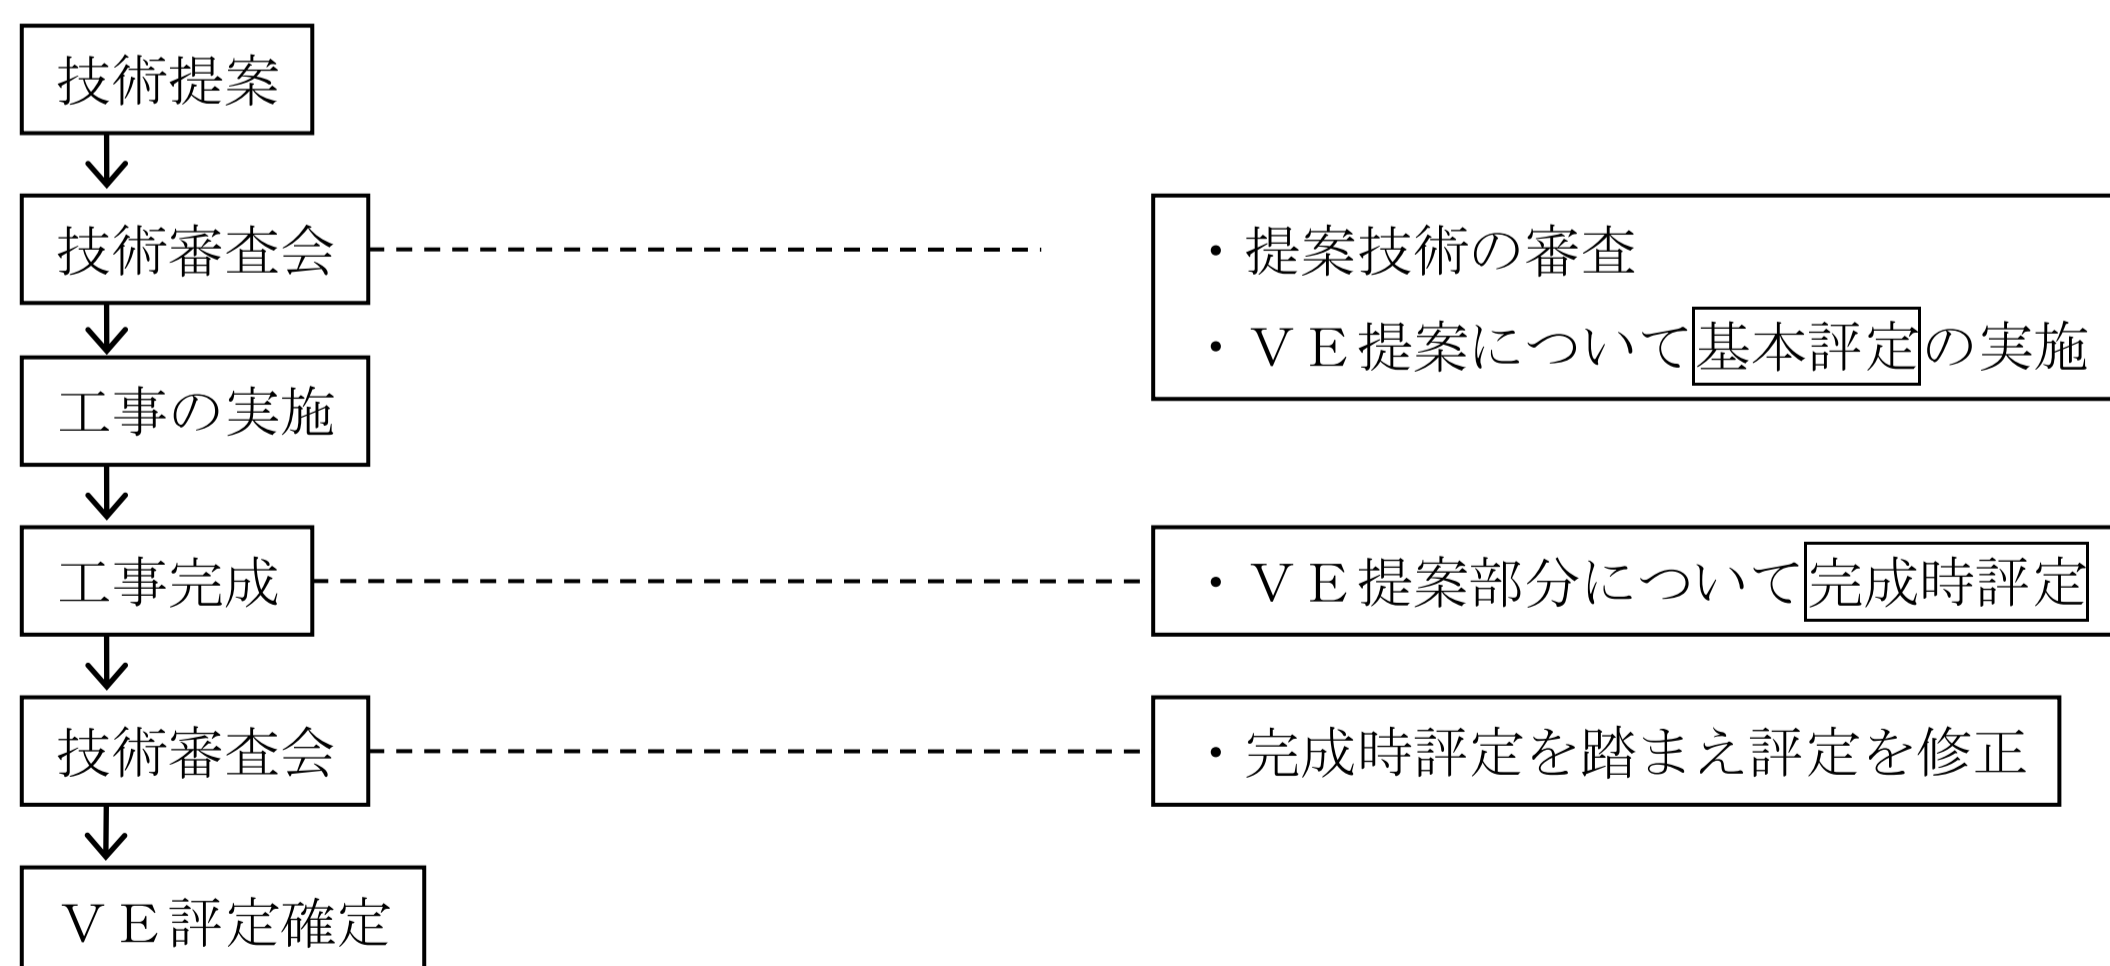 技術提案
技術審査会
・提案技術の審査
・ＶＥ提案について基本評定の実施
工事の実施
工事完成
・ＶＥ提案部分について完成時評定
技術審査会
・完成時評定を踏まえ評定を修正
ＶＥ評定確定